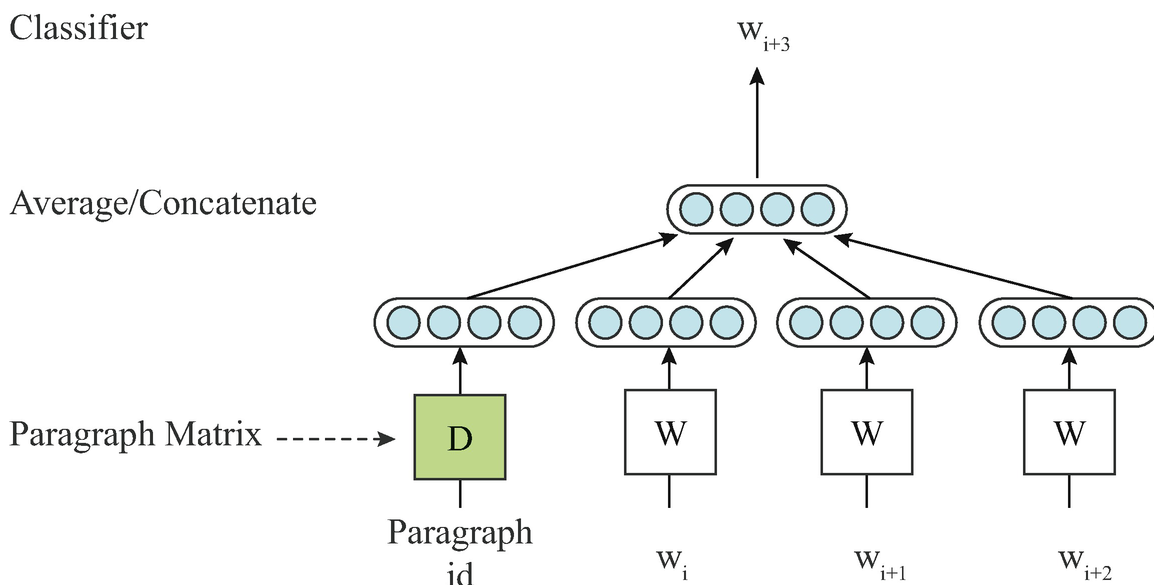 Classifier
w_{i+3}
Average/Concatenate
Paragraph Matrix
D
W
W
W
Paragraph
id
w_i
w_{i+1}
w_{i+2}